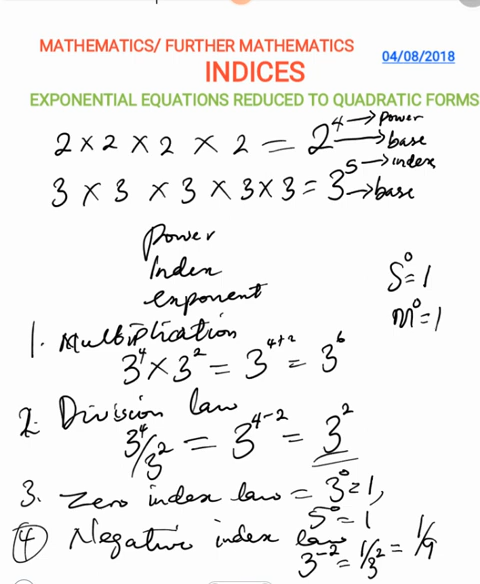 MATHEMATICS/ FURTHER MATHEMATICS
04/08/2018
INDICES
EXPONENTIAL EQUATIONS REDUCED TO QUADRATIC FORMS
2 × 2 × 2 × 2 = 2⁴ → power
→ base
3 × 3 × 3 × 3 × 3 = 3⁵ → index
→ base
Power
Index
exponent
5⁰ = 1
m⁰ = 1
1. Multiplication
3⁴ × 3² = 3⁴⁺² = 3⁶
2. Division law
3⁴/3² = 3⁴⁻² = 3²
3. Zero index law = 3⁰ = 1,
5⁰ = 1
(4) Negative index law
3⁻² = 1/3² = 1/9